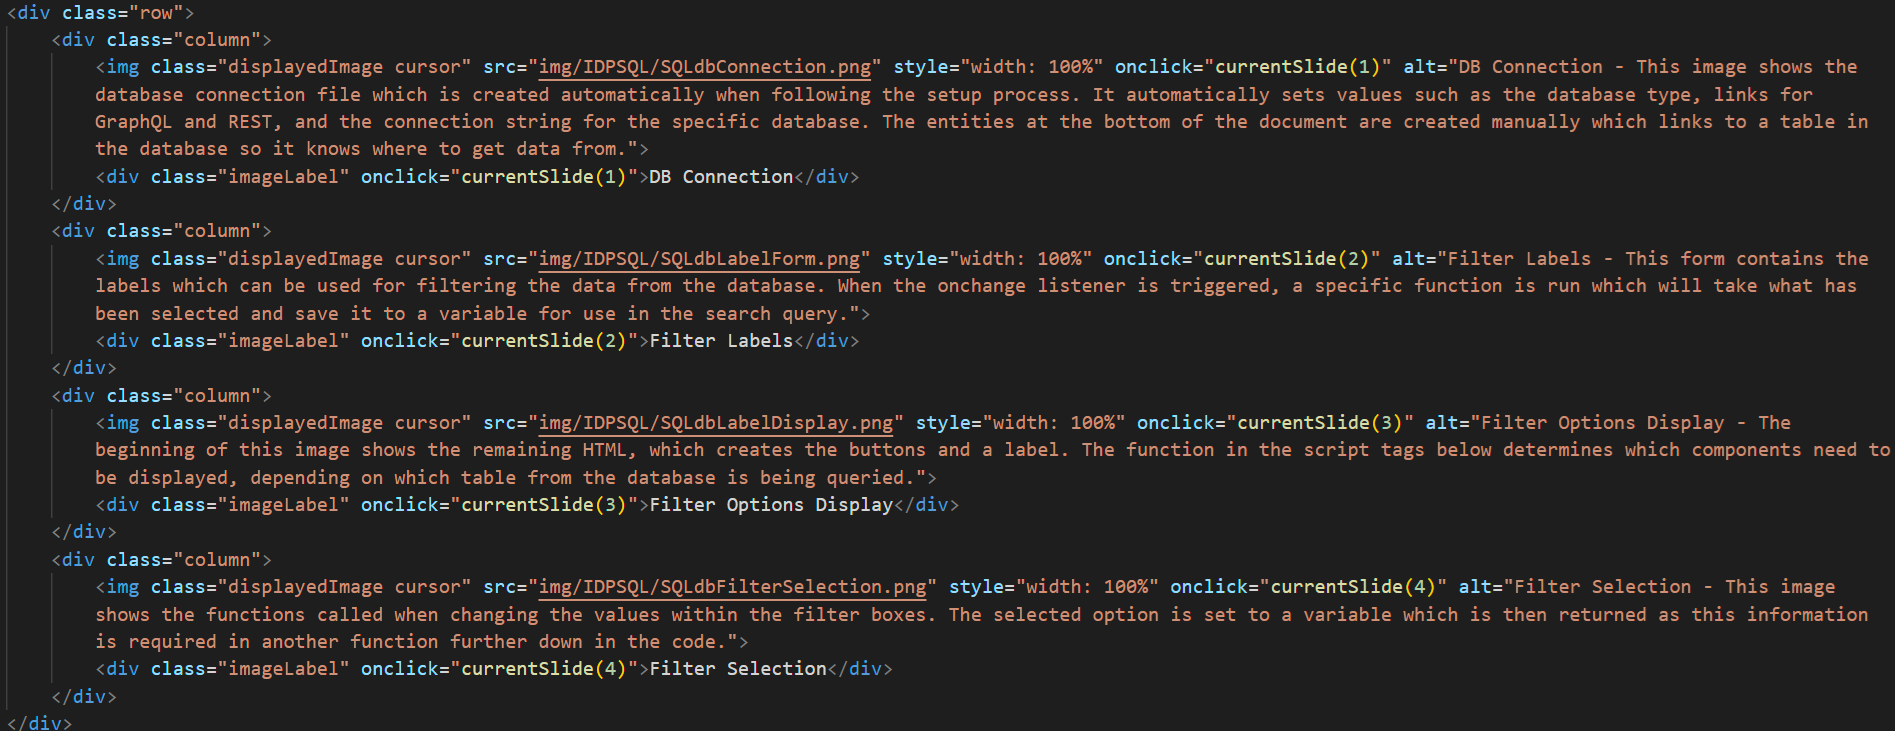 <div class="row">
<div class="column">
<img class="displayedImage cursor" src="img/IDPSQL/SQLdbConnection.png" style="width: 100%" onclick="currentSlide(1)" alt="DB Connection - This image shows the
database connection file which is created automatically when following the setup process. It automatically sets values such as the database type, links for
GraphQL and REST, and the connection string for the specific database. The entities at the bottom of the document are created manually which links to a table in
the database so it knows where to get data from.">
<div class="imageLabel" onclick="currentSlide(1)">DB Connection</div>
</div>
<div class="column">
<img class="displayedImage cursor" src="img/IDPSQL/SQLdbLabelForm.png" style="width: 100%" onclick="currentSlide(2)" alt="Filter Labels - This form contains the
labels which can be used for filtering the data from the database. When the onchange listener is triggered, a specific function is run which will take what has
been selected and save it to a variable for use in the search query.">
<div class="imageLabel" onclick="currentSlide(2)">Filter Labels</div>
</div>
<div class="column">
<img class="displayedImage cursor" src="img/IDPSQL/SQLdbLabelDisplay.png" style="width: 100%" onclick="currentSlide(3)" alt="Filter Options Display - The
beginning of this image shows the remaining HTML, which creates the buttons and a label. The function in the script tags below determines which components need to
be displayed, depending on which table from the database is being queried.">
<div class="imageLabel" onclick="currentSlide(3)">Filter Options Display</div>
</div>
<div class="column">
<img class="displayedImage cursor" src="img/IDPSQL/SQLdbFilterSelection.png" style="width: 100%" onclick="currentSlide(4)" alt="Filter Selection - This image
shows the functions called when changing the values within the filter boxes. The selected option is set to a variable which is then returned as this information
is required in another function further down in the code.">
<div class="imageLabel" onclick="currentSlide(4)">Filter Selection</div>
</div>
</div>